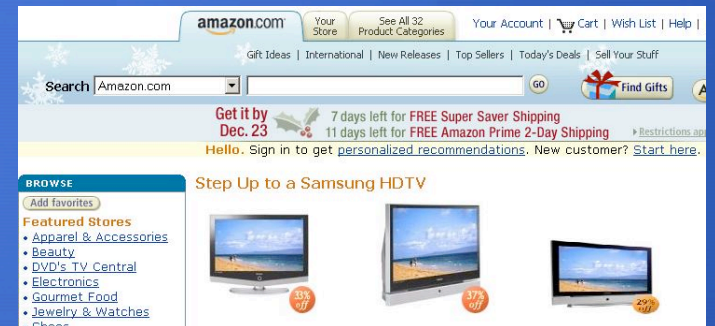 amazon.com Your Store See All 32 Product Categories Your Account | Cart | Wish List | Help |
Gift Ideas | International | New Releases | Top Sellers | Today's Deals | Sell Your Stuff
Search Amazon.com GO Find Gifts A
Get it by Dec. 23
7 days left for FREE Super Saver Shipping
11 days left for FREE Amazon Prime 2-Day Shipping Restrictions app
Hello. Sign in to get personalized recommendations. New customer? Start here.
BROWSE
Add favorites
Featured Stores
• Apparel & Accessories
• Beauty
• DVD's TV Central
• Electronics
• Gourmet Food
• Jewelry & Watches
Step Up to a Samsung HDTV
33% off
37% off
29% off